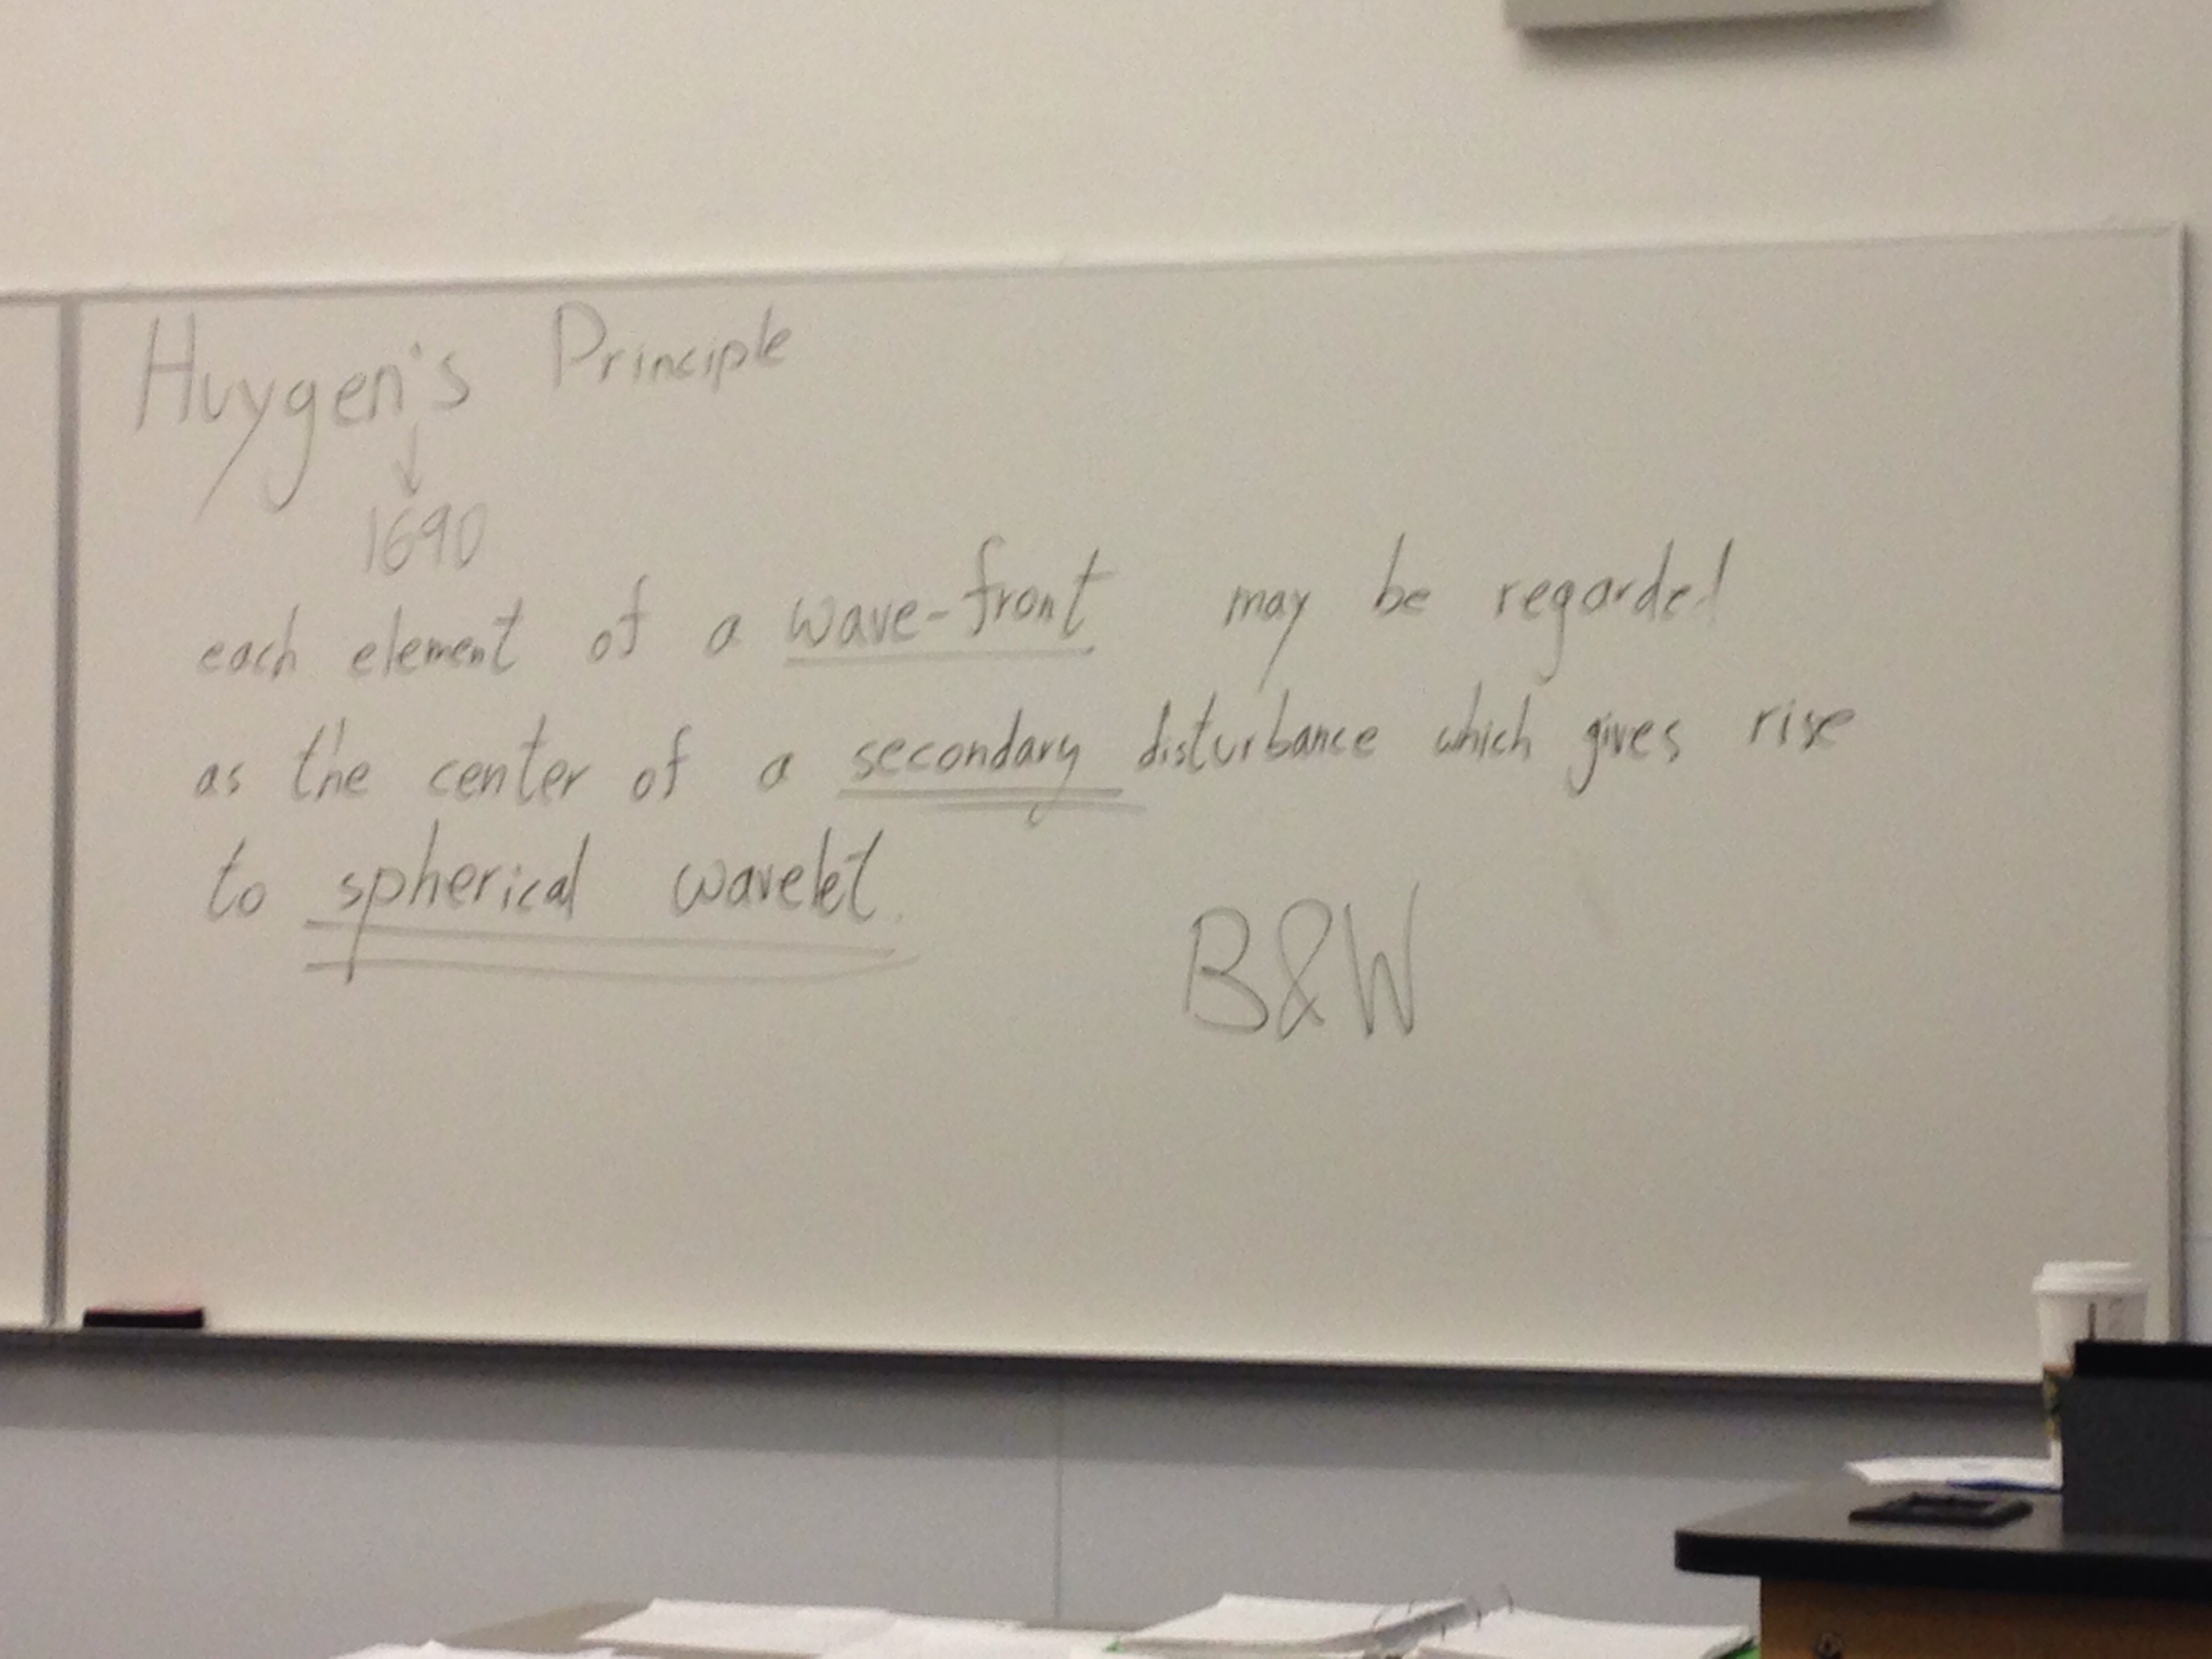 Huygen's Principle
↓
1690
each element of a wave-front may be regarded
as the center of a secondary disturbance which gives rise
to spherical wavelet.
B&W